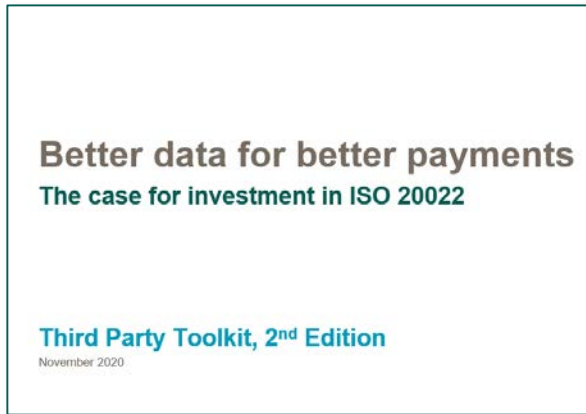 Better data for better payments
The case for investment in ISO 20022
Third Party Toolkit, 2nd Edition
November 2020